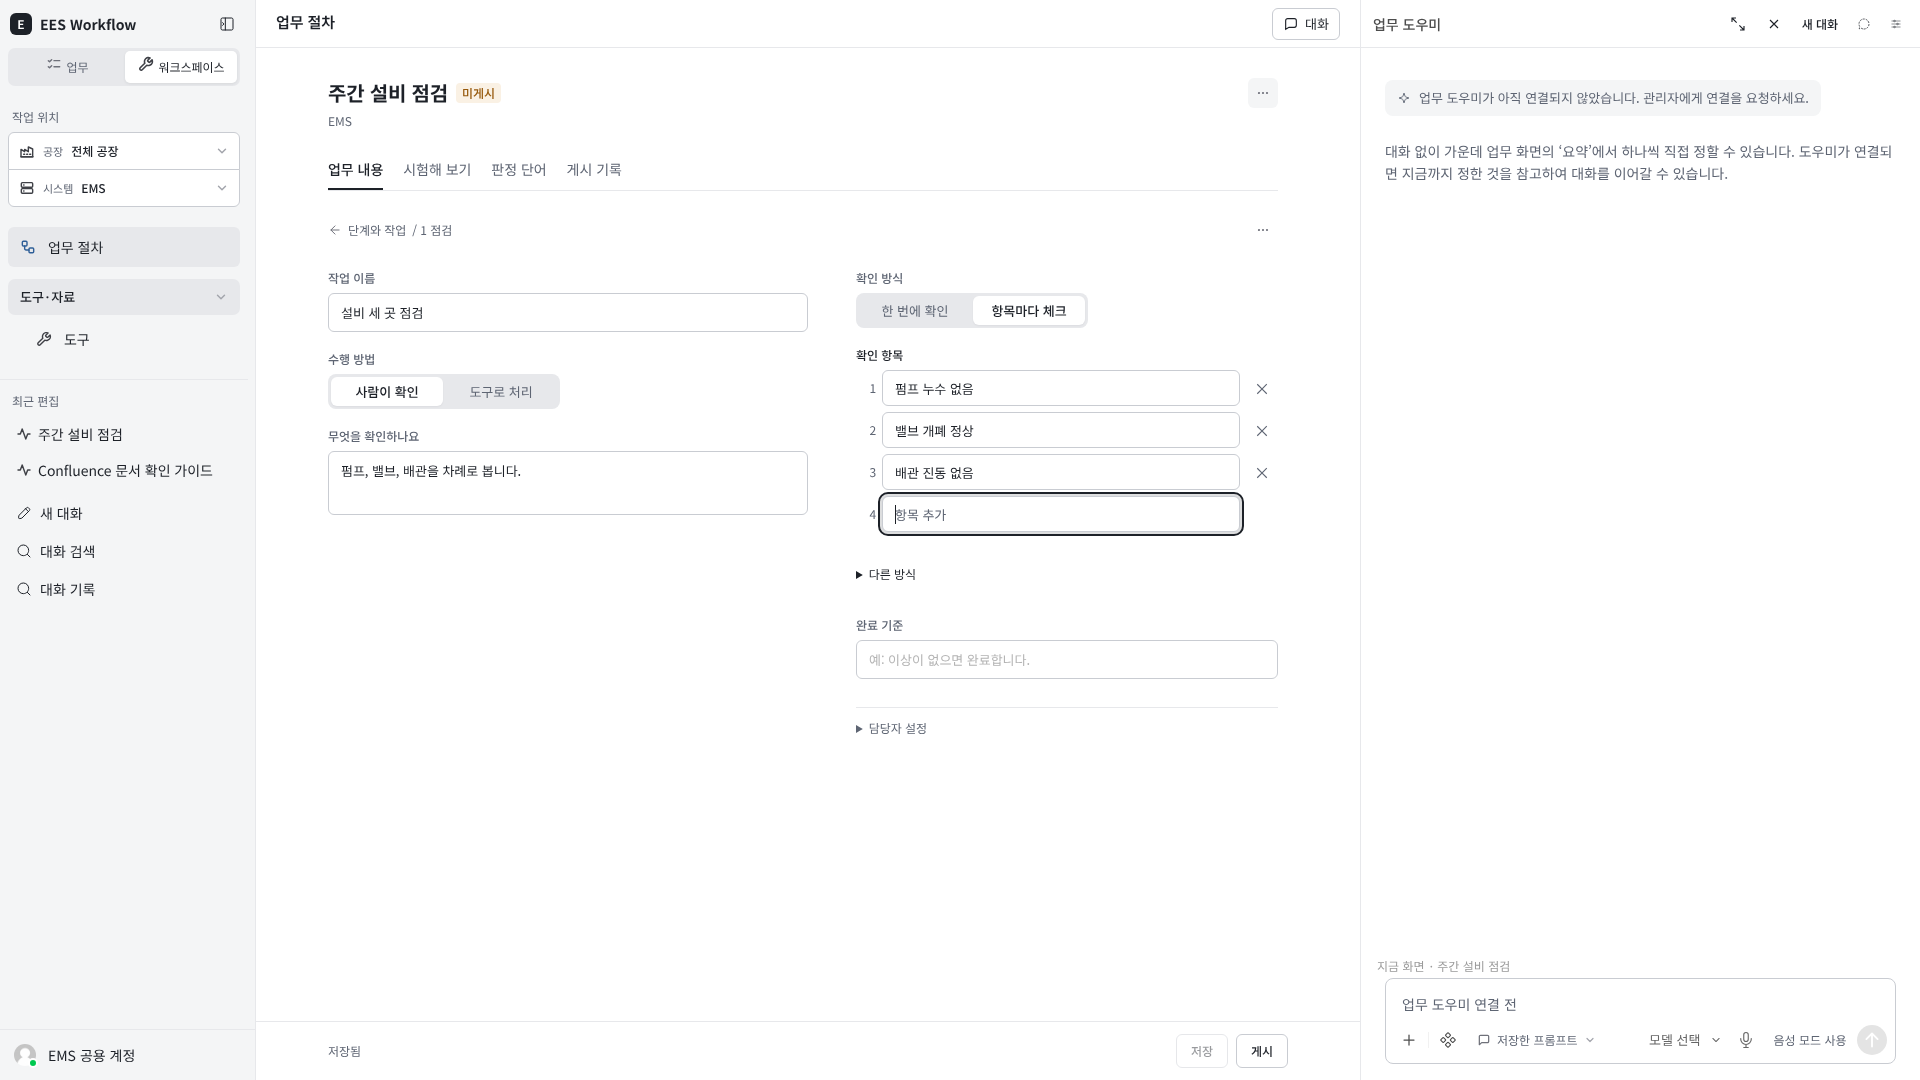 E EES Workflow
업무
워크스페이스
작업 위치
공장 전체 공장
시스템 EMS
업무 절차
도구·자료
도구
최근 편집
주간 설비 점검
Confluence 문서 확인 가이드
새 대화
대화 검색
대화 기록
EMS 공용 계정
업무 절차
대화
주간 설비 점검 미게시
EMS
업무 내용 시험해 보기 판정 단어 게시 기록
단계와 작업 / 1 점검
작업 이름
설비 세 곳 점검
수행 방법
사람이 확인 도구로 처리
무엇을 확인하나요
펌프, 밸브, 배관을 차례로 봅니다.
확인 방식
한 번에 확인 항목마다 체크
확인 항목
1 펌프 누수 없음
2 밸브 개폐 정상
3 배관 진동 없음
4 항목 추가
다른 방식
완료 기준
예: 이상이 없으면 완료합니다.
담당자 설정
저장됨
저장
게시
업무 도우미
새 대화
업무 도우미가 아직 연결되지 않았습니다. 관리자에게 연결을 요청하세요.
대화 없이 가운데 업무 화면의 ‘요약’에서 하나씩 직접 정할 수 있습니다. 도우미가 연결되
면 지금까지 정한 것을 참고하여 대화를 이어갈 수 있습니다.
지금 화면 · 주간 설비 점검
업무 도우미 연결 전
저장한 프롬프트
모델 선택
음성 모드 사용